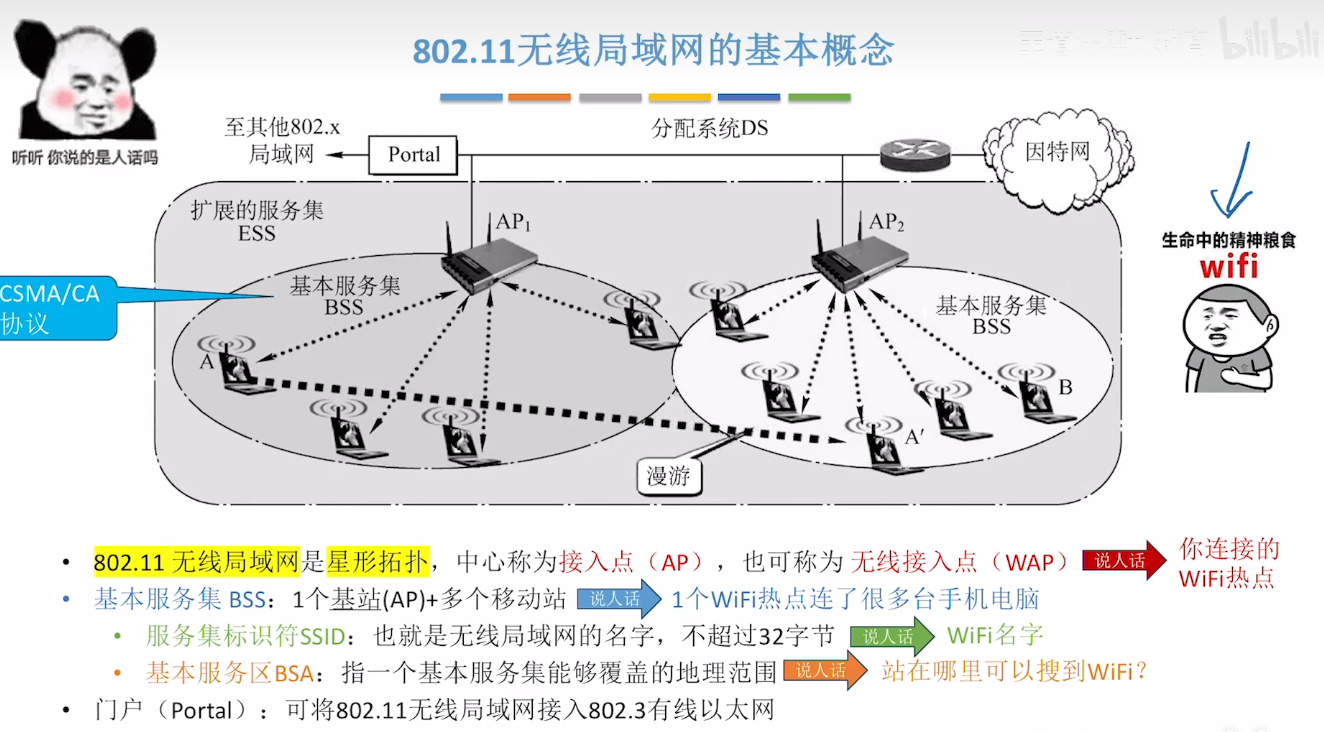 听听 你说的是人话吗
802.11无线局域网的基本概念
bilibili
至其他802.x
局域网
Portal
分配系统DS
因特网
扩展的服务集
ESS
AP1
AP2
基本服务集
BSS
基本服务集
BSS
CSMA/CA
协议
A
B
A′
漫游
生命中的精神粮食
wifi
• 802.11 无线局域网是星形拓扑，中心称为接入点（AP），也可称为 无线接入点（WAP） 说人话 你连接的
WiFi热点
• 基本服务集 BSS：1个基站(AP)+多个移动站 说人话 1个WiFi热点连了很多台手机电脑
• 服务集标识符SSID：也就是无线局域网的名字，不超过32字节 说人话 WiFi名字
• 基本服务区BSA：指一个基本服务集能够覆盖的地理范围 说人话 站在哪里可以搜到WiFi？
• 门户（Portal）：可将802.11无线局域网接入802.3有线以太网